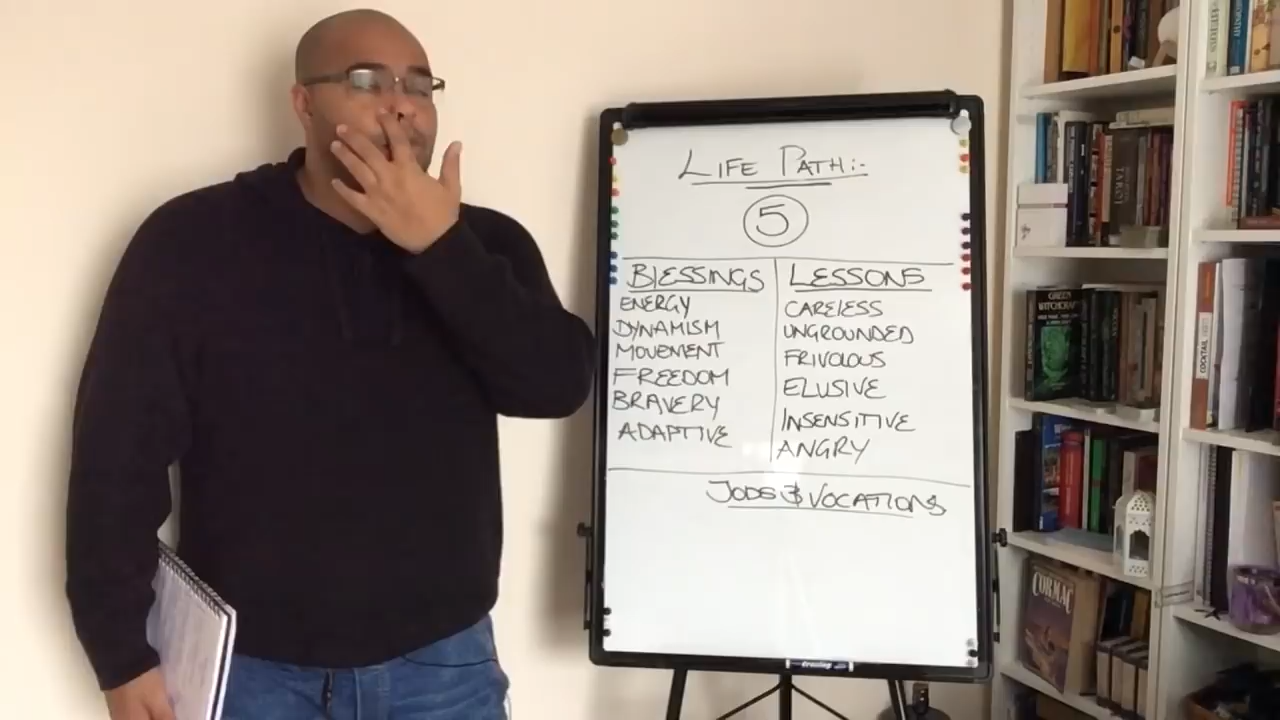 LIFE PATH:-
5
BLESSINGS
ENERGY
DYNAMISM
MOVEMENT
FREEDOM
BRAVERY
ADAPTIVE
LESSONS
CARELESS
UNGROUNDED
FRIVOLOUS
ELUSIVE
INSENSITIVE
ANGRY
JOBS & VOCATIONS
TAROT
GREEN
WITCHCRAFT
COCKTAIL
CORMAC